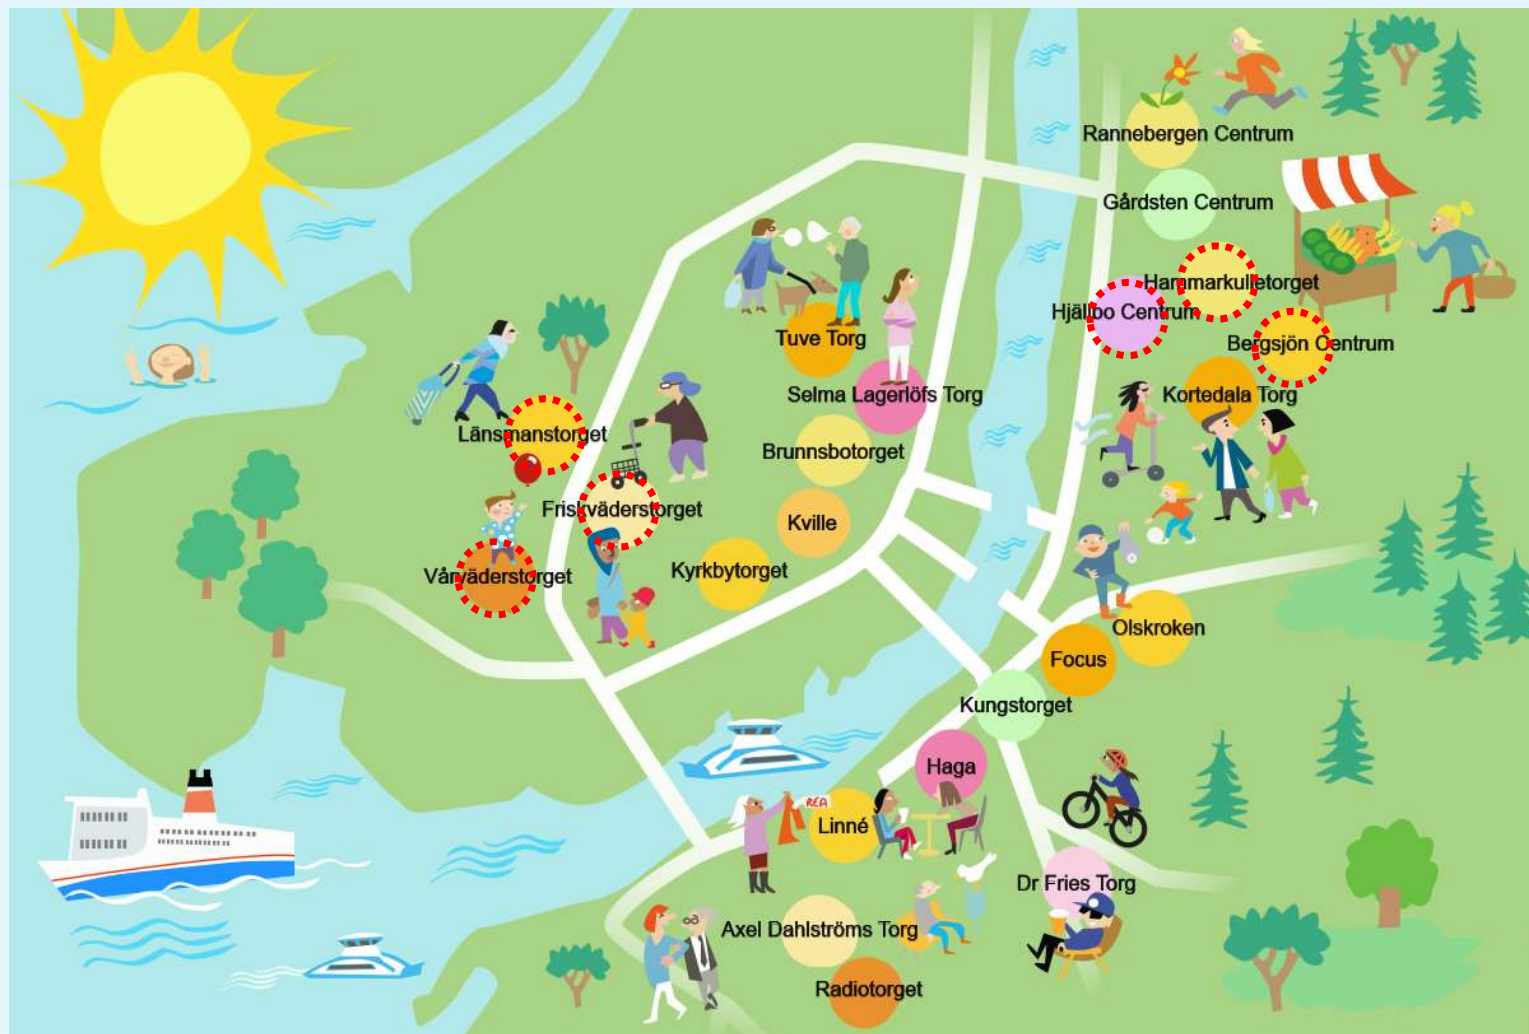 Rannebergen Centrum
Gårdsten Centrum
Hammarkulletorget
Hjällbo Centrum
Bergsjön Centrum
Tuve Torg
Selma Lagerlöfs Torg
Kortedala Torg
Länsmanstorget
Brunnsbotorget
Friskväderstorget
Kville
Vårväderstorget
Kyrkbytorget
Olskroken
Focus
Kungstorget
Haga
REA
Linné
Dr Fries Torg
Axel Dahlströms Torg
Radiotorget